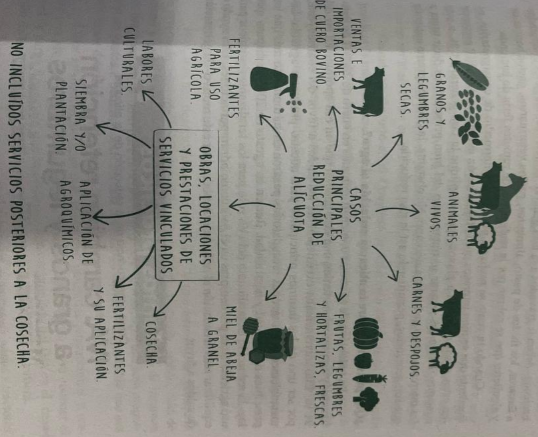 GRANOS Y
LEGUMBRES
SECAS.
ANIMALES
VIVOS.
CARNES Y DESPOJOS.
VENTAS E
IMPORTACIONES
DE CUERO BOVINO
CASOS
PRINCIPALES
REDUCCIÓN DE
ALÍCUOTA
FRUTAS, LEGUMBRES
Y HORTALIZAS, FRESCAS.
FERTILIZANTES
PARA USO
AGRÍCOLA.
MIEL DE ABEJA
A GRANEL.
OBRAS, LOCACIONES
Y PRESTACIONES DE
SERVICIOS VINCULADOS
LABORES
CULTURALES.
SIEMBRA Y/O
PLANTACIÓN.
APLICACIÓN DE
AGROQUÍMICOS.
FERTILIZANTES
Y SU APLICACIÓN
COSECHA
NO INCLUÍDOS SERVICIOS POSTERIORES A LA COSECHA.